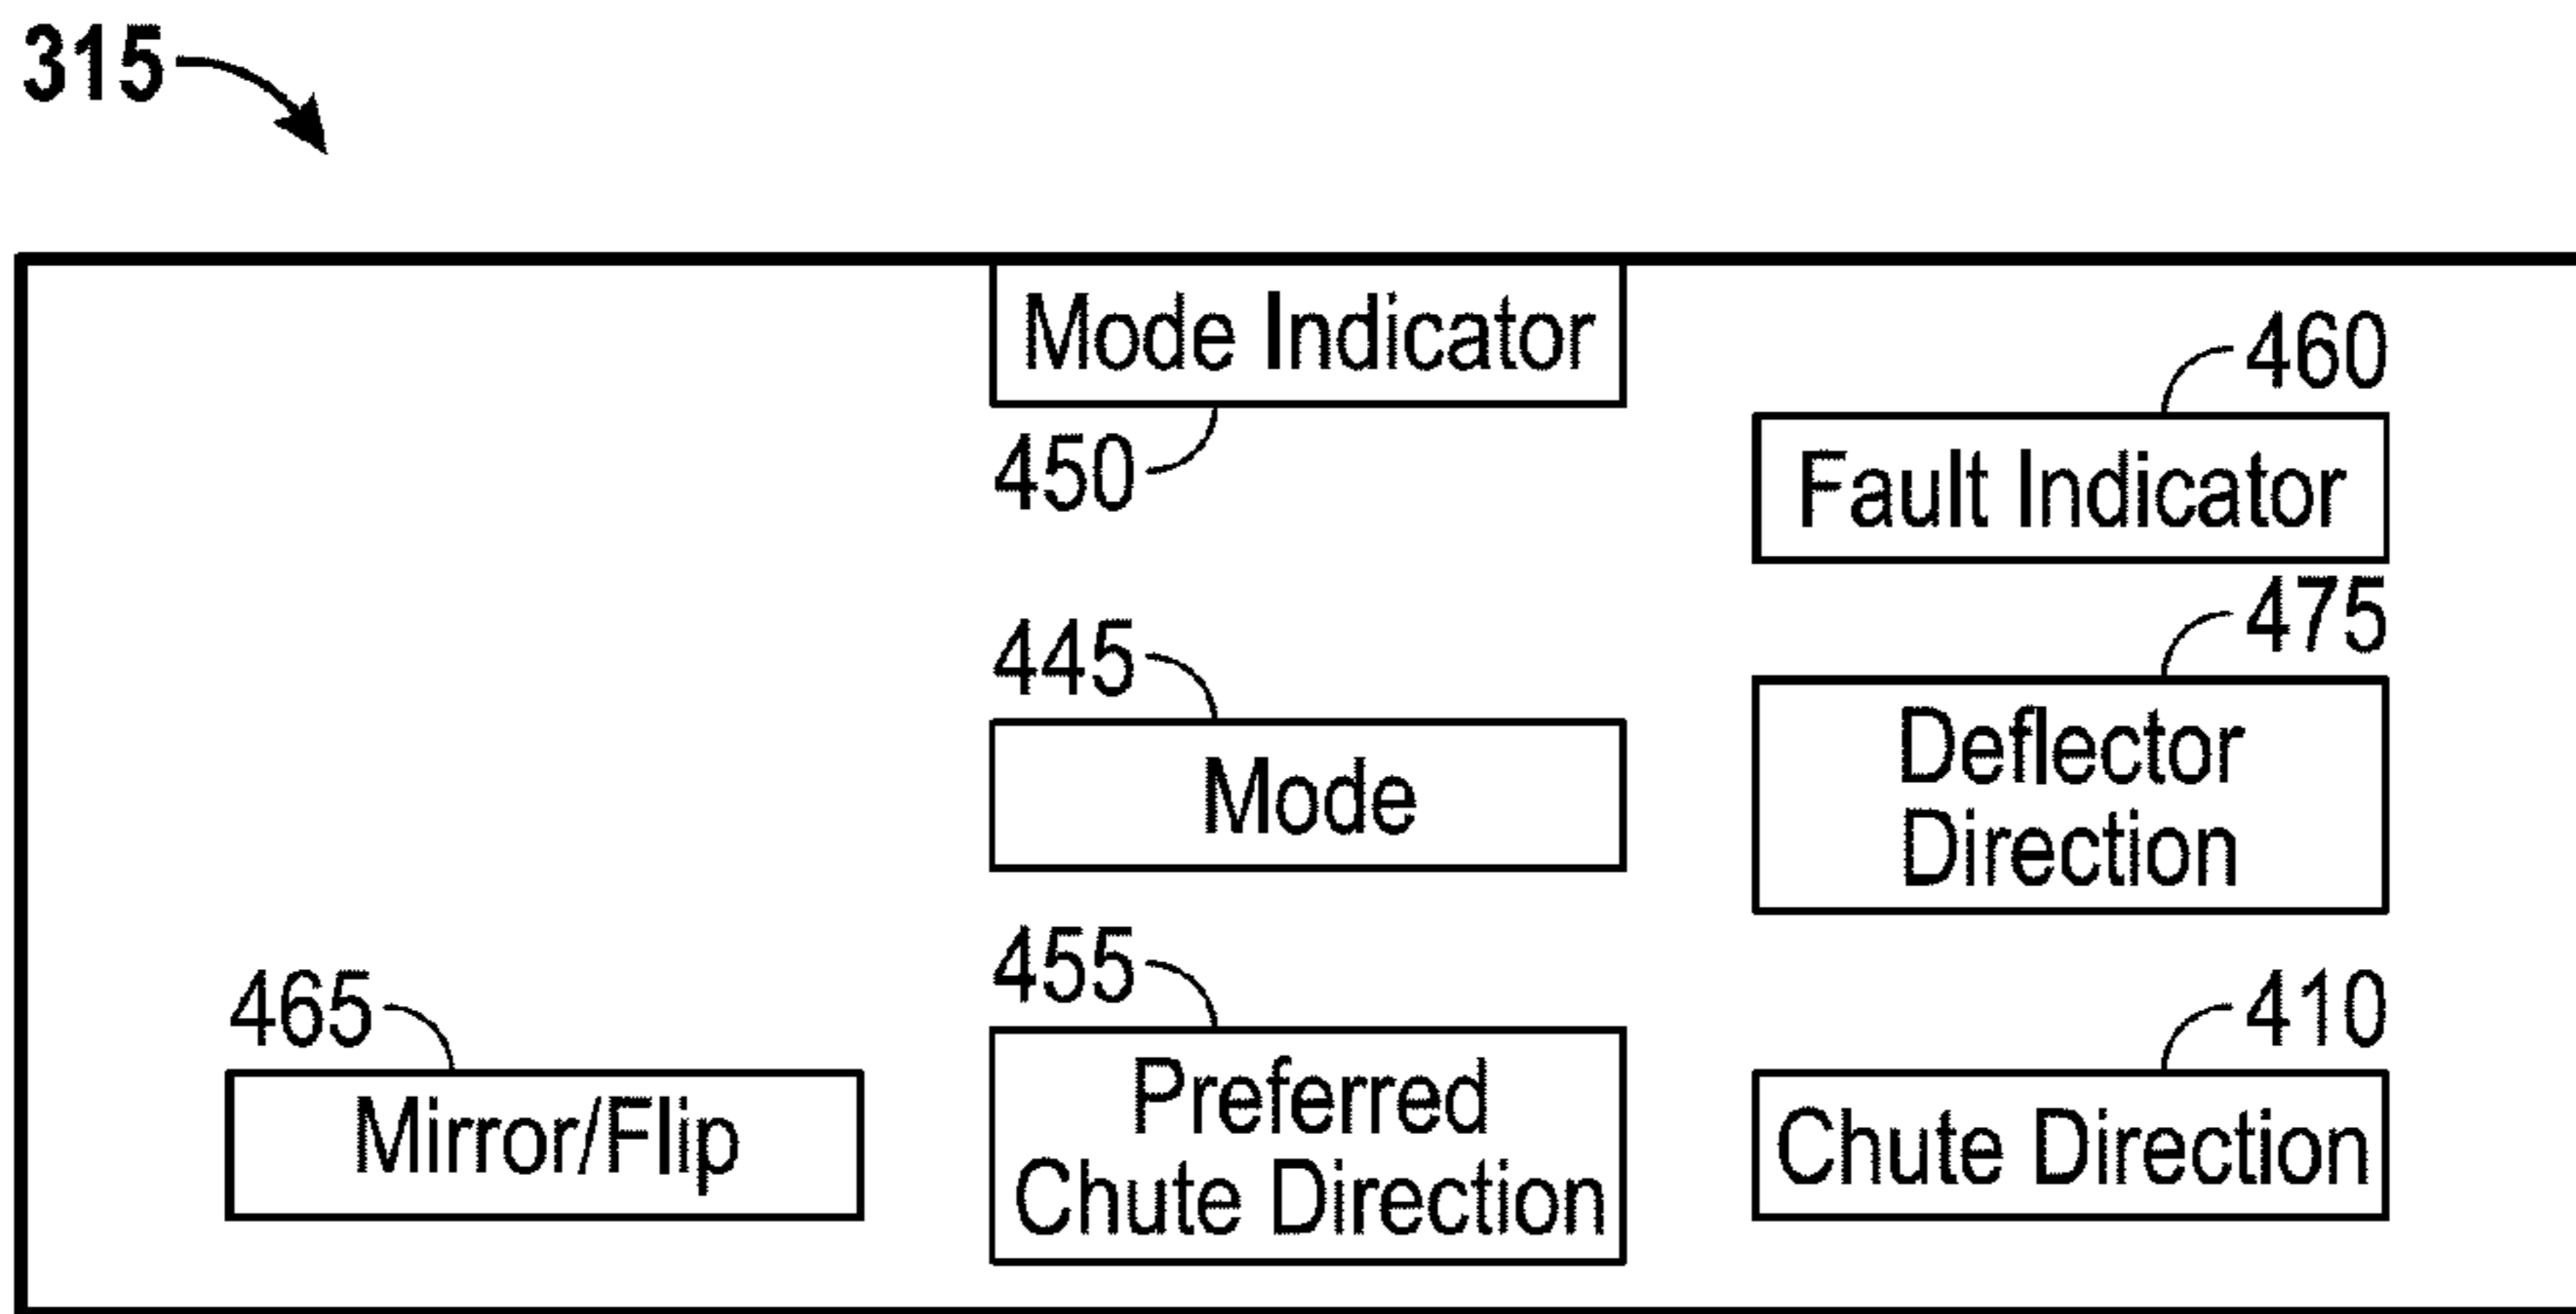 315
Mode Indicator
450
460
Fault Indicator
445
Mode
475
Deflector
Direction
465
Mirror/Flip
455
Preferred
Chute Direction
410
Chute Direction